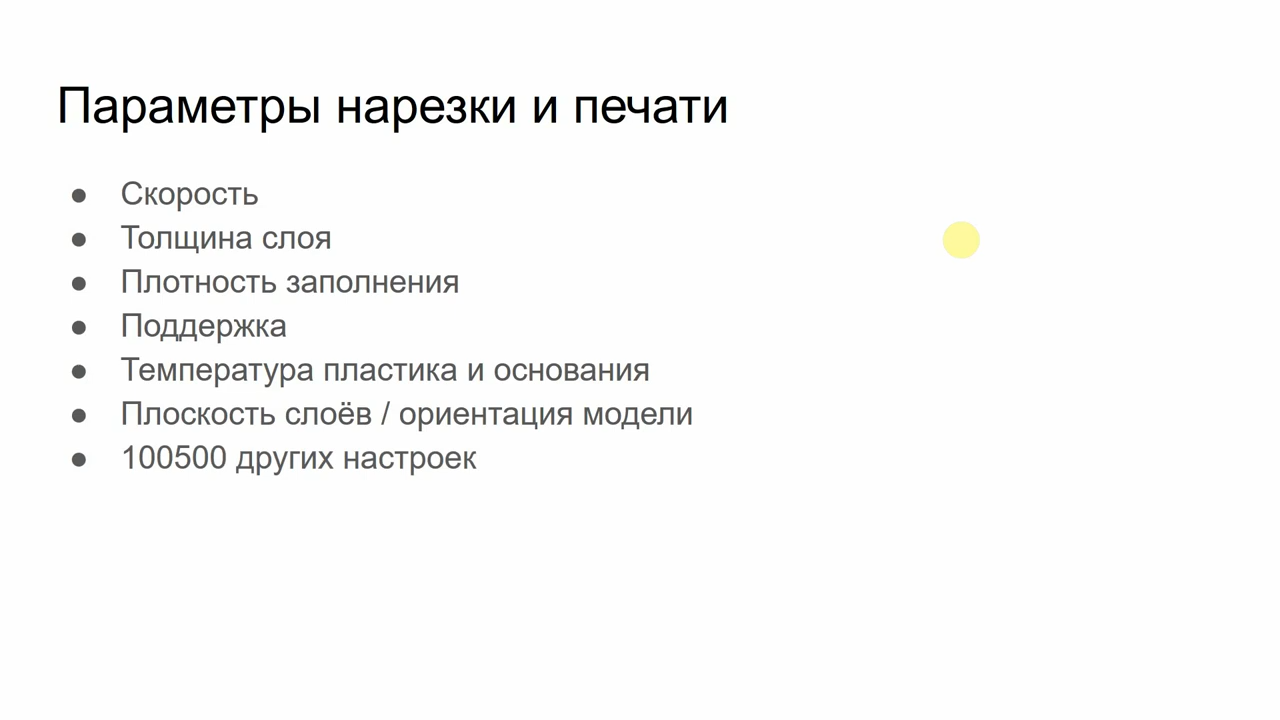 Параметры нарезки и печати
● Скорость
● Толщина слоя
● Плотность заполнения
● Поддержка
● Температура пластика и основания
● Плоскость слоёв / ориентация модели
● 100500 других настроек